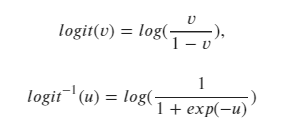 logit(υ) = log(υ / (1 − υ)),
logit⁻¹(u) = log(1 / (1 + exp(−u)))